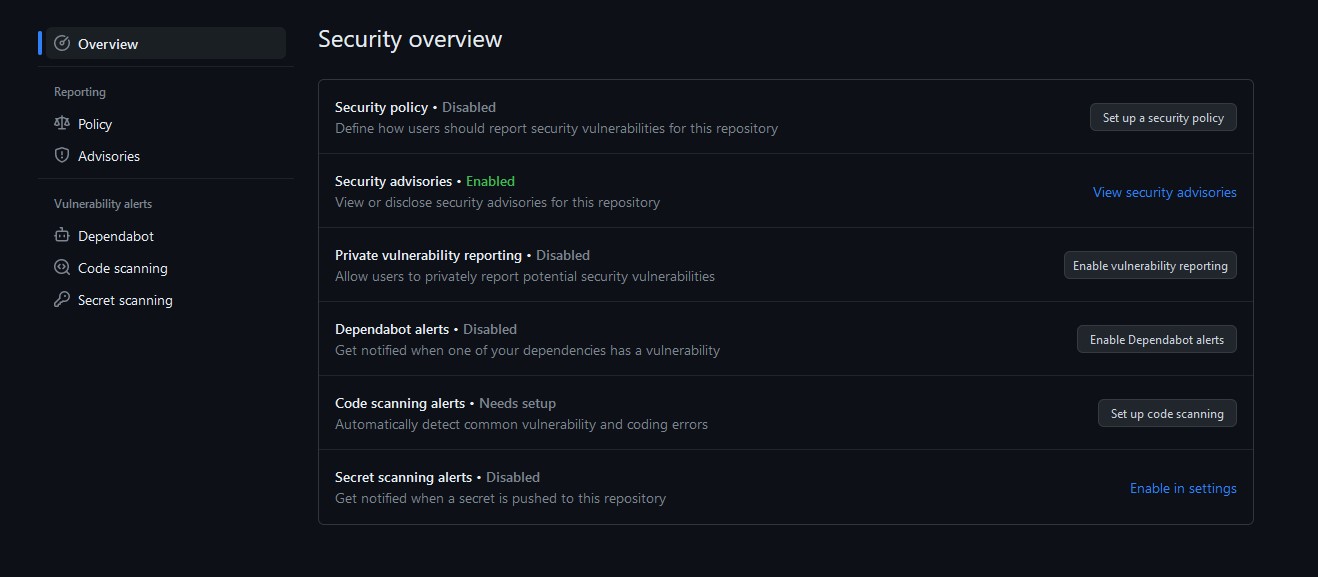 Overview
Reporting
Policy
Advisories
Vulnerability alerts
Dependabot
Code scanning
Secret scanning
Security overview
Security policy • Disabled
Define how users should report security vulnerabilities for this repository
Set up a security policy
Security advisories • Enabled
View or disclose security advisories for this repository
View security advisories
Private vulnerability reporting • Disabled
Allow users to privately report potential security vulnerabilities
Enable vulnerability reporting
Dependabot alerts • Disabled
Get notified when one of your dependencies has a vulnerability
Enable Dependabot alerts
Code scanning alerts • Needs setup
Automatically detect common vulnerability and coding errors
Set up code scanning
Secret scanning alerts • Disabled
Get notified when a secret is pushed to this repository
Enable in settings